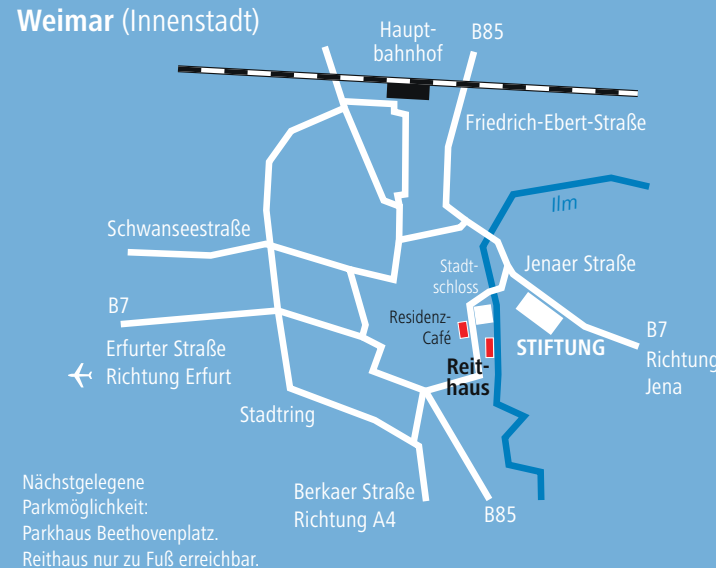 Weimar (Innenstadt)
Haupt-
bahnhof
B85
Friedrich-Ebert-Straße
Ilm
Schwanseestraße
Stadt-
schloss
Jenaer Straße
B7
Residenz-
Café
Erfurter Straße
Richtung Erfurt
STIFTUNG
B7
Richtung
Jena
Reit-
haus
Stadtring
Nächstgelegene
Parkmöglichkeit:
Parkhaus Beethovenplatz.
Reithaus nur zu Fuß erreichbar.
Berkaer Straße
Richtung A4
B85